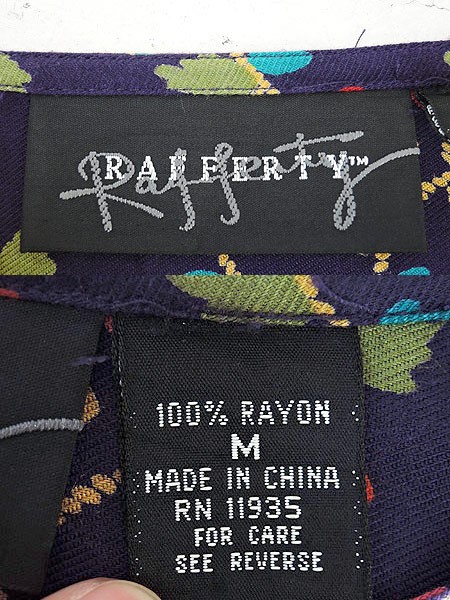 RAFFERTY™
Rafferty
100% RAYON
M
MADE IN CHINA
RN 11935
FOR CARE
SEE REVERSE